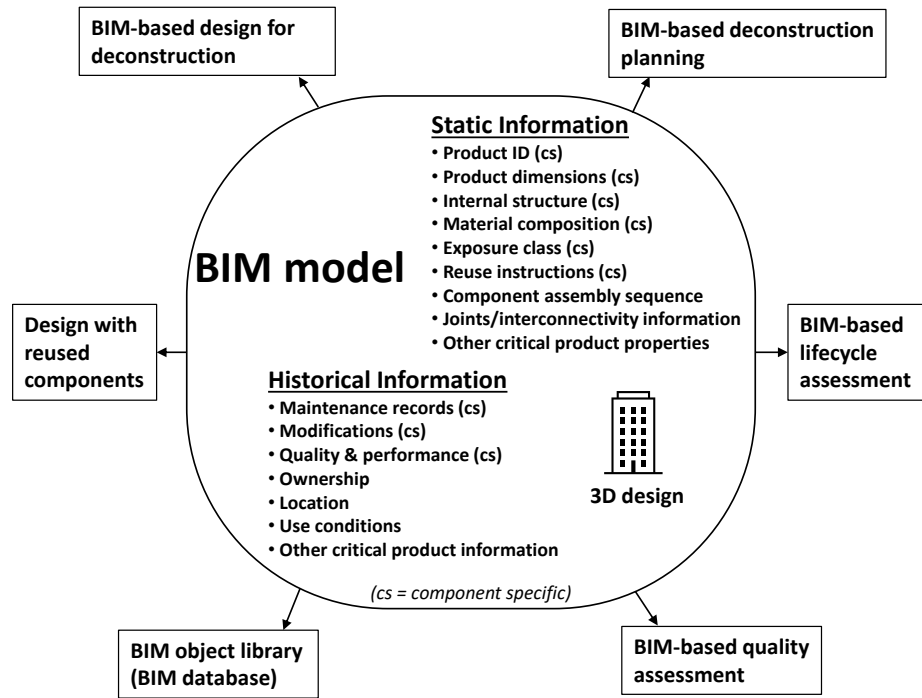 BIM-based design for
deconstruction
BIM-based deconstruction
planning
Static Information
• Product ID (cs)
• Product dimensions (cs)
• Internal structure (cs)
• Material composition (cs)
• Exposure class (cs)
• Reuse instructions (cs)
• Component assembly sequence
• Joints/interconnectivity information
• Other critical product properties
BIM model
Design with
reused
components
BIM-based
lifecycle
assessment
Historical Information
• Maintenance records (cs)
• Modifications (cs)
• Quality & performance (cs)
• Ownership
• Location
• Use conditions
• Other critical product information
3D design
(cs = component specific)
BIM object library
(BIM database)
BIM-based quality
assessment